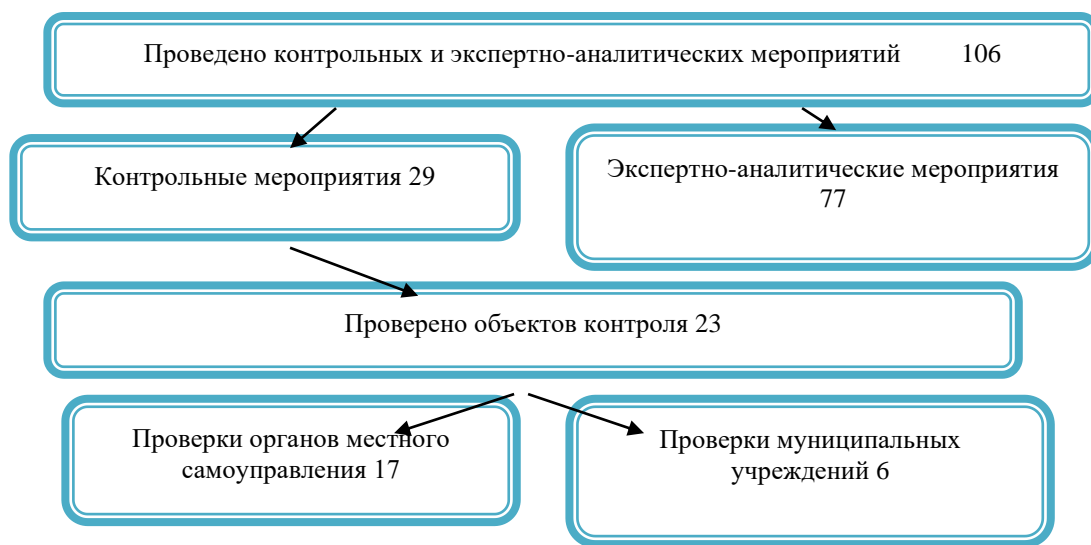 Проведено контрольных и экспертно-аналитических мероприятий 106
Контрольные мероприятия 29
Экспертно-аналитические мероприятия
77
Проверено объектов контроля 23
Проверки органов местного
самоуправления 17
Проверки муниципальных
учреждений 6